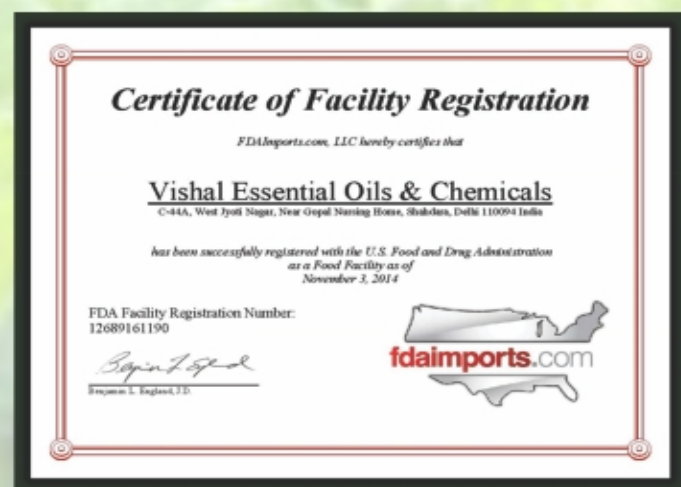 Certificate of Facility Registration
FDAImports.com, LLC hereby certifies that
Vishal Essential Oils & Chemicals
C-44A, West Jyoti Nagar, Near Gopal Nursing Home, Shahdara, Delhi 110094 India
has been successfully registered with the U.S. Food and Drug Administration
as a Food Facility as of
November 3, 2014
FDA Facility Registration Number:
12689161190
Benjamin L. England, J.D.
fdaimports.com